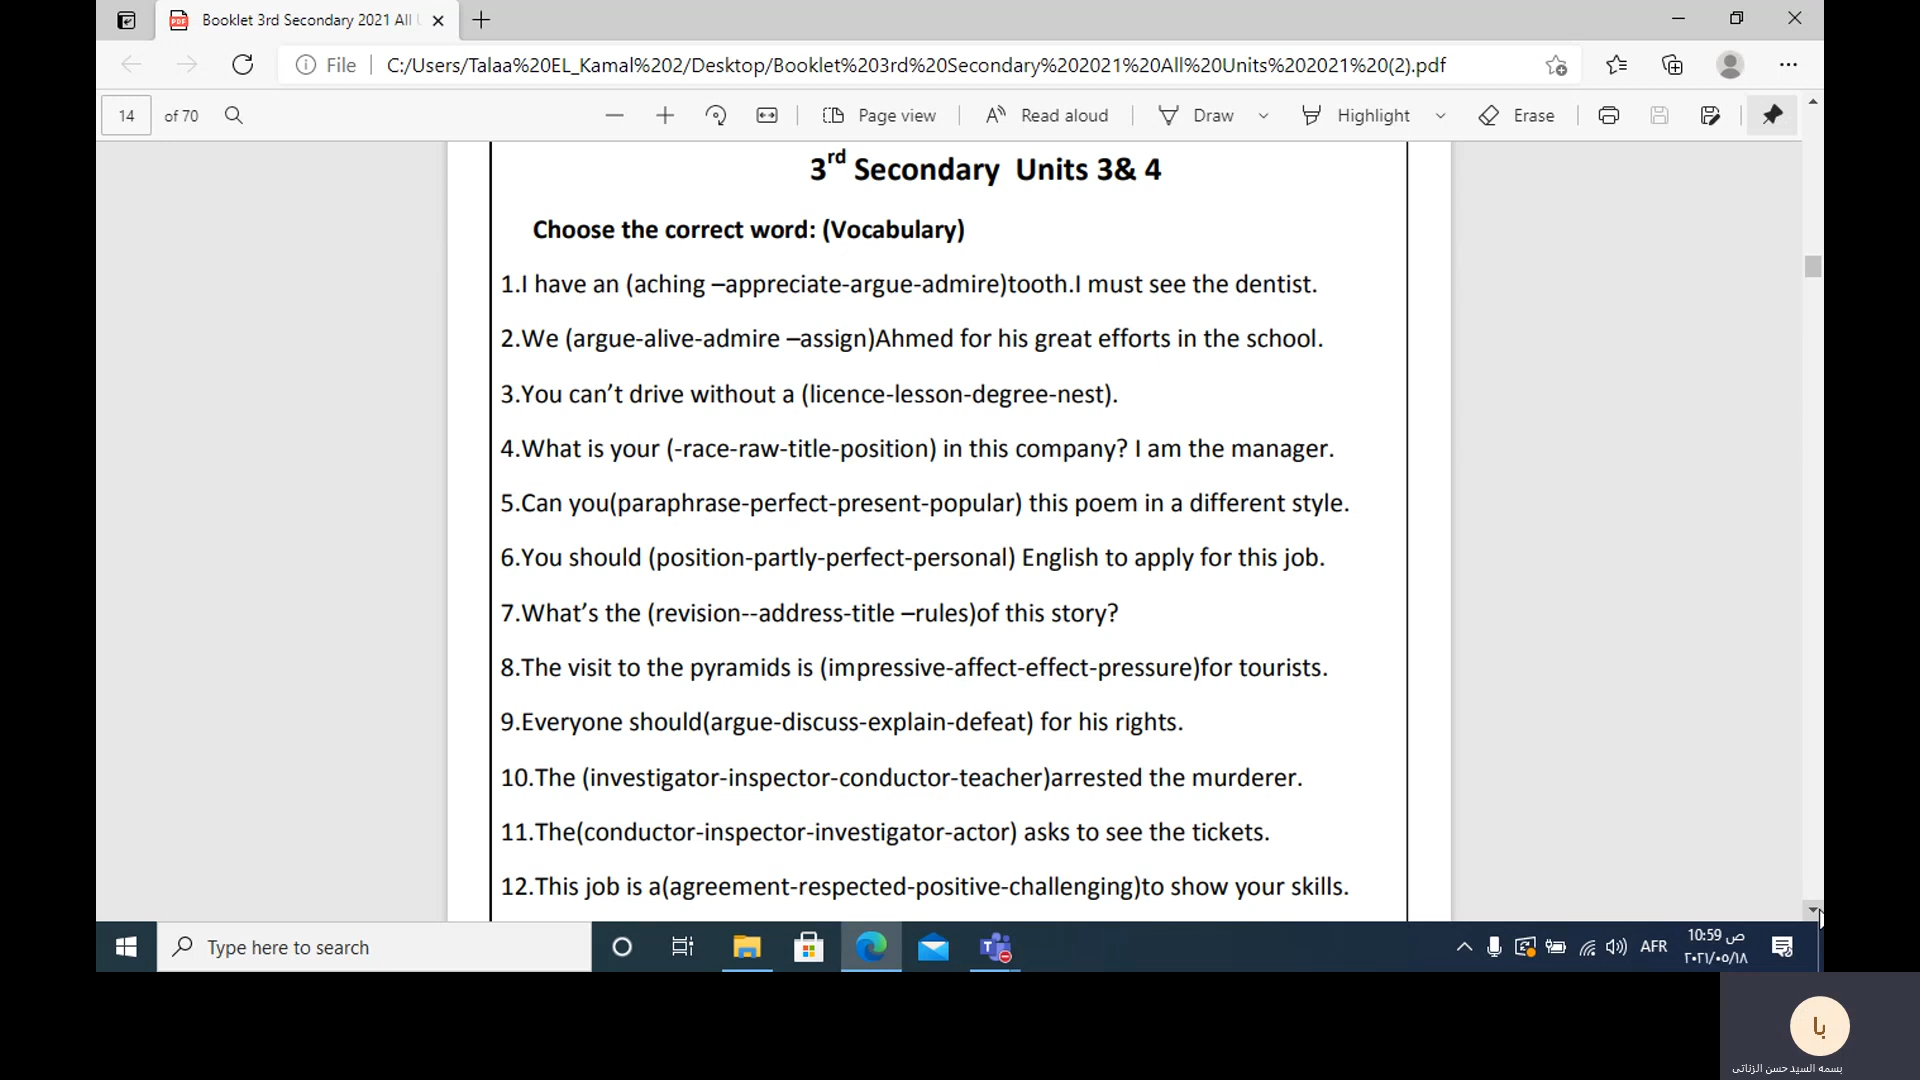 Booklet 3rd Secondary 2021 All U
File
C:/Users/Talaa%20EL_Kamal%202/Desktop/Booklet%203rd%20Secondary%202021%20All%20Units%202021%20(2).pdf
14 of 70
Page view
Read aloud
Draw
Highlight
Erase
3rd Secondary Units 3& 4
Choose the correct word: (Vocabulary)
1.I have an (aching –appreciate-argue-admire)tooth.I must see the dentist.
2.We (argue-alive-admire –assign)Ahmed for his great efforts in the school.
3.You can’t drive without a (licence-lesson-degree-nest).
4.What is your (-race-raw-title-position) in this company? I am the manager.
5.Can you(paraphrase-perfect-present-popular) this poem in a different style.
6.You should (position-partly-perfect-personal) English to apply for this job.
7.What’s the (revision--address-title –rules)of this story?
8.The visit to the pyramids is (impressive-affect-effect-pressure)for tourists.
9.Everyone should(argue-discuss-explain-defeat) for his rights.
10.The (investigator-inspector-conductor-teacher)arrested the murderer.
11.The(conductor-inspector-investigator-actor) asks to see the tickets.
12.This job is a(agreement-respected-positive-challenging)to show your skills.
Type here to search
AFR
10:59 ص
٢٠٢١/٠٥/١٨
با
بسمه السيد حسن الزناتى